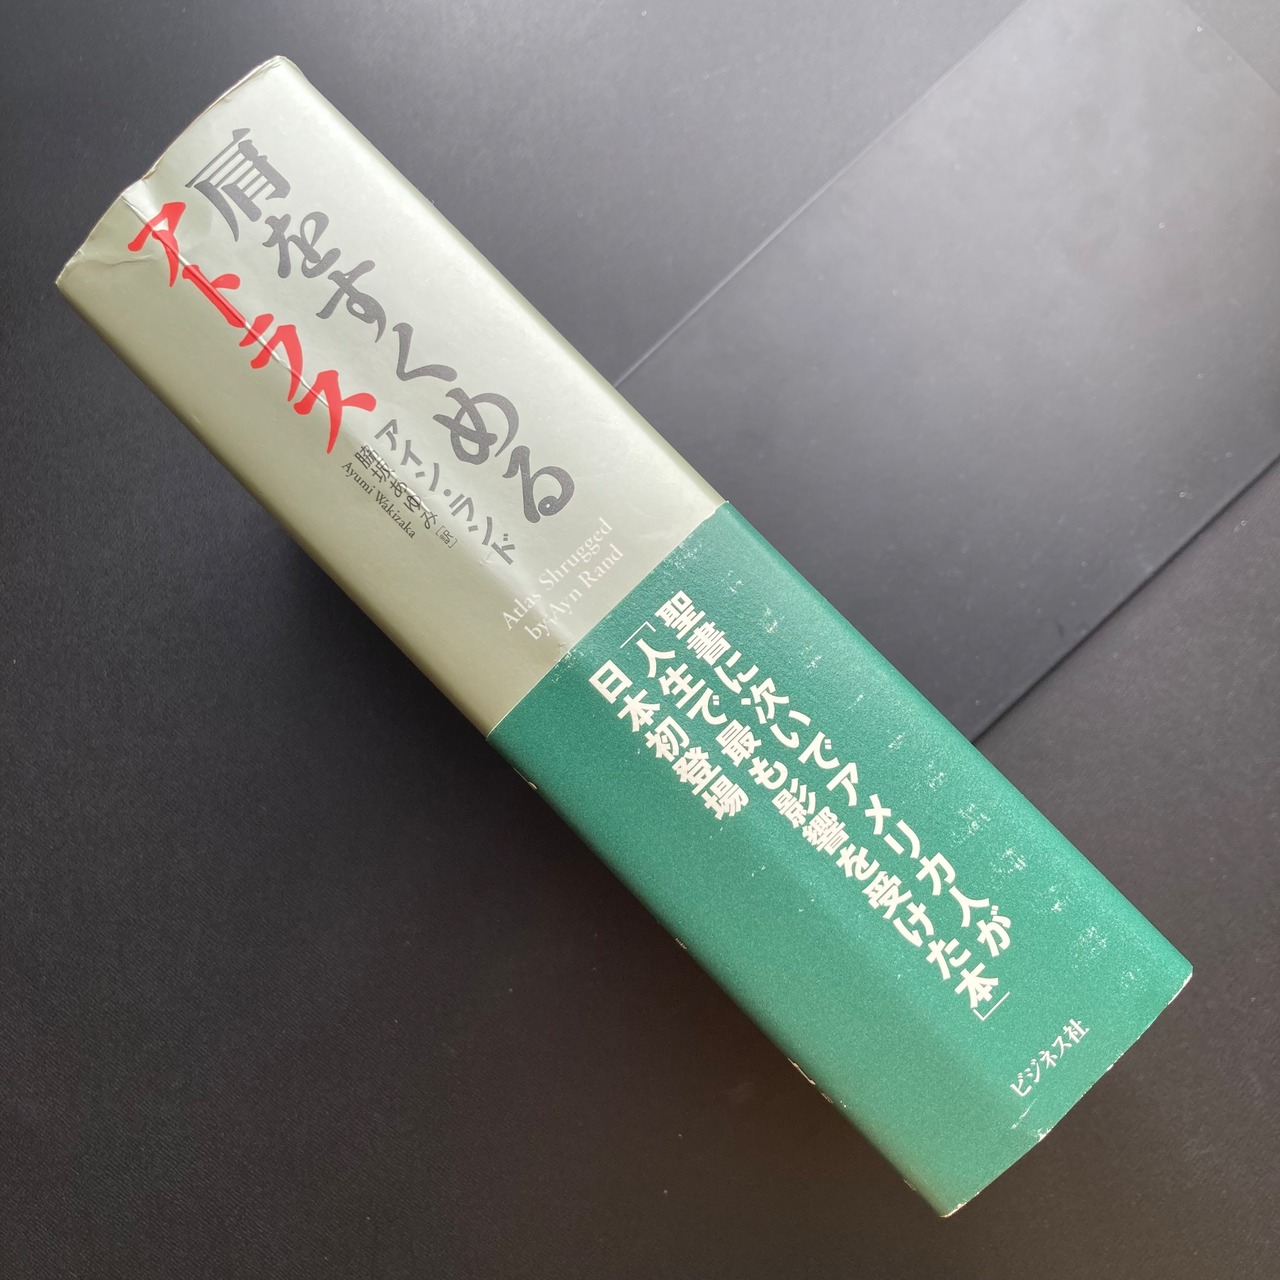 肩をすくめる
アトラス
アイン・ランド
脇坂あゆみ[訳]
Ayumi Wakizaka
Atlas Shrugged
by Ayn Rand
聖書に次いでアメリカ人が
「人生で最も影響を受けた本」
日本初登場
ビジネス社